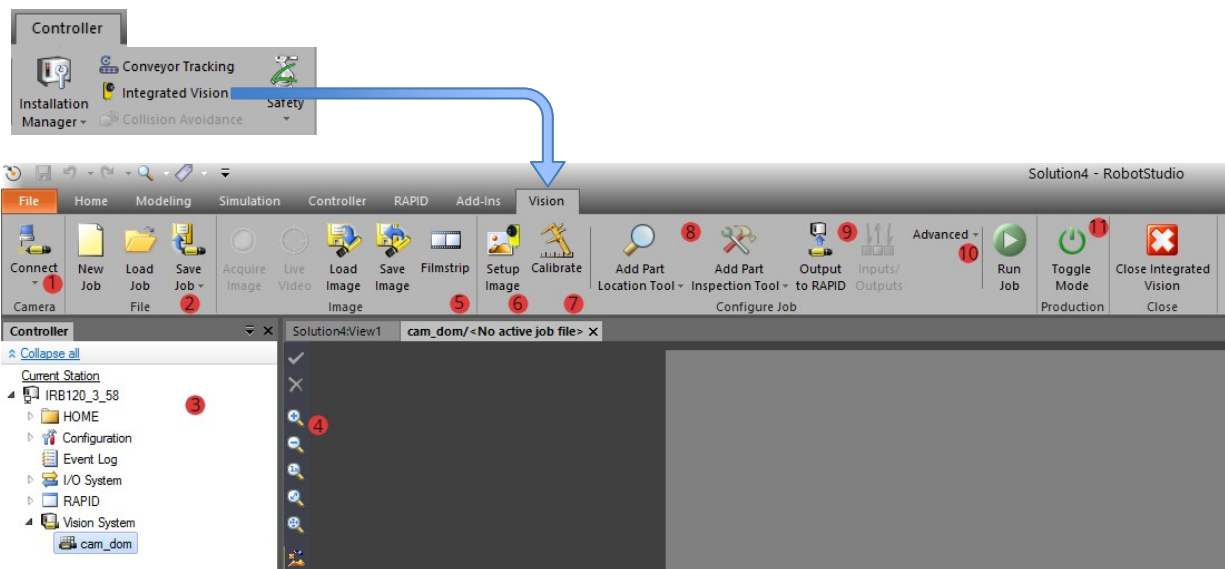 Controller
Conveyor Tracking
Integrated Vision
Collision Avoidance
Installation
Manager
Safety
Solution4 - RobotStudio
File Home Modeling Simulation Controller RAPID Add-Ins Vision
8 9 11
Advanced
10
Connect New Load Save Acquire Live Load Save Filmstrip Setup Calibrate Add Part Add Part Output Inputs/ Run Toggle Close Integrated
1 Job Job Job Image Video Image Image Image Location Tool Inspection Tool to RAPID Outputs Job Mode Vision
2 5 6 7
Camera File Image Configure Job Production Close
Controller Solution4:View1 cam_dom/<No active job file>
Collapse all
Current Station
IRB120_3_58
3
HOME
4
Configuration
Event Log
I/O System
1x
RAPID
Vision System
cam_dom